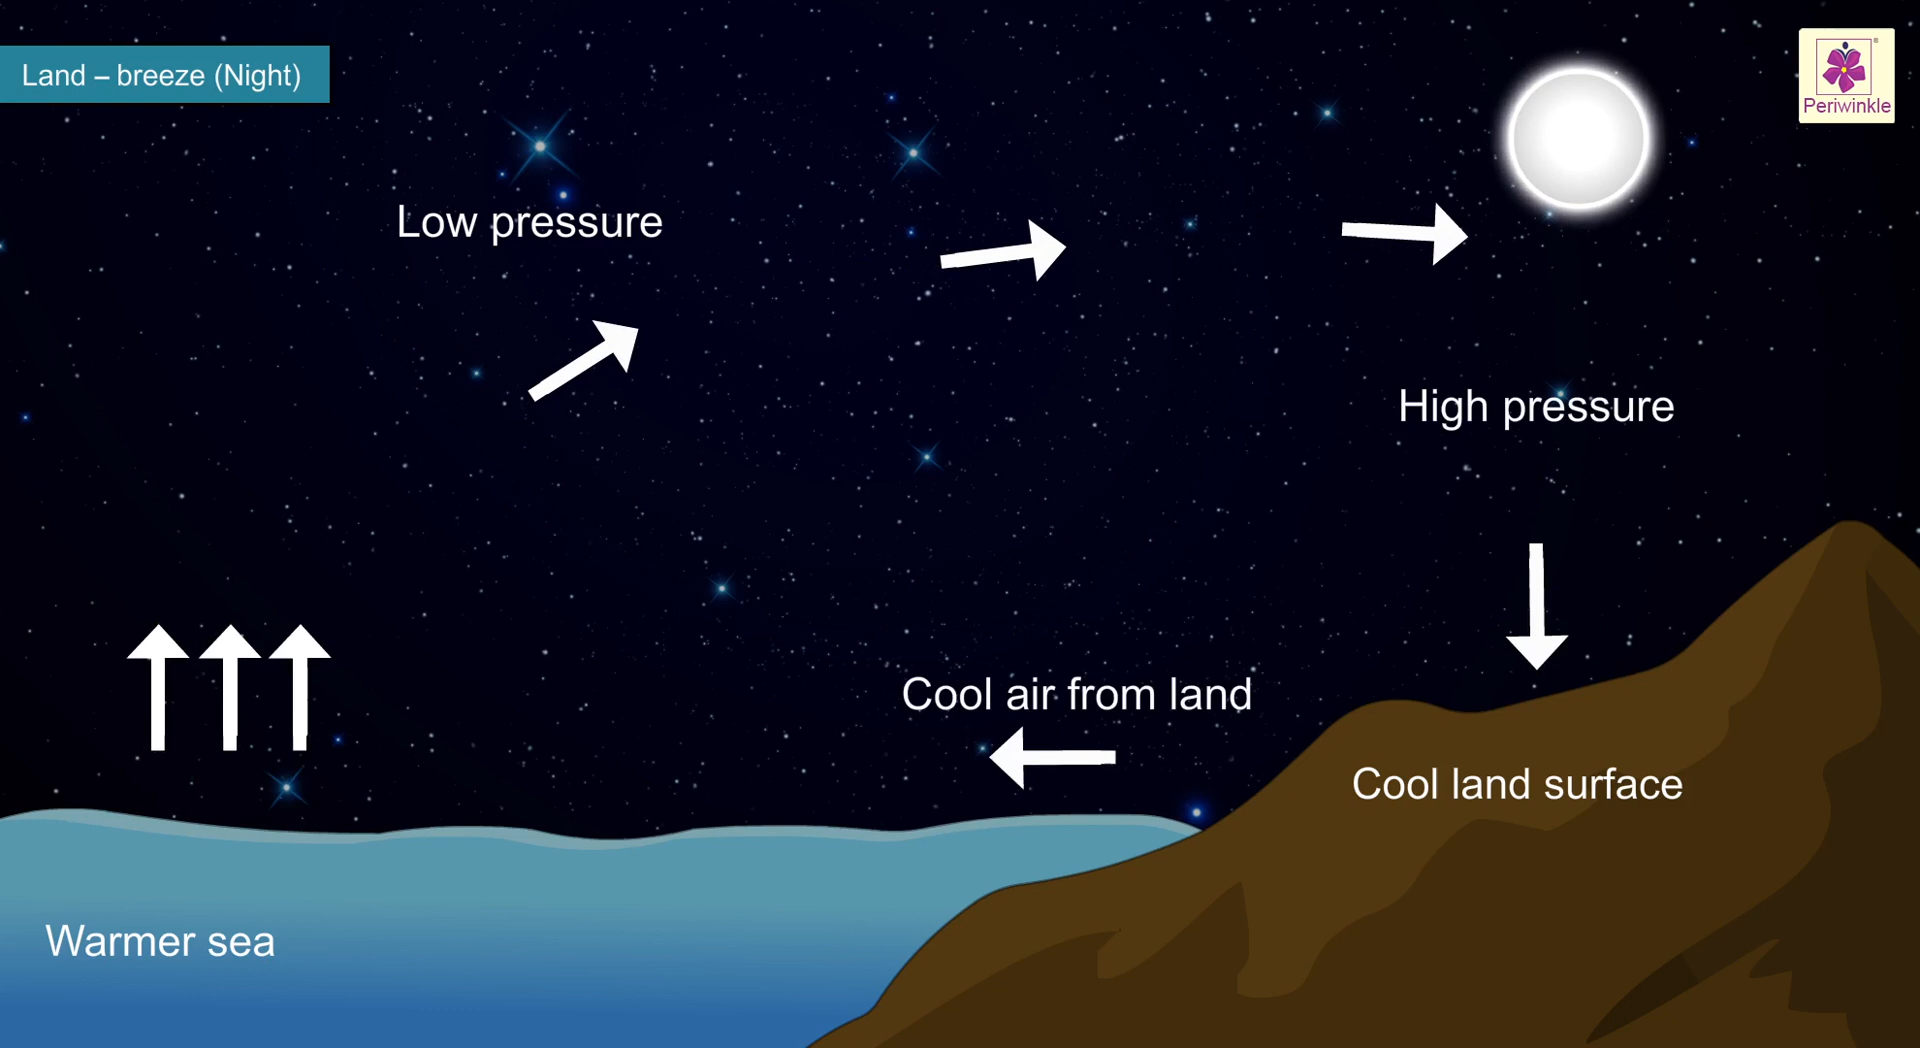 Land – breeze (Night)
Periwinkle
Low pressure
High pressure
Cool air from land
Cool land surface
Warmer sea